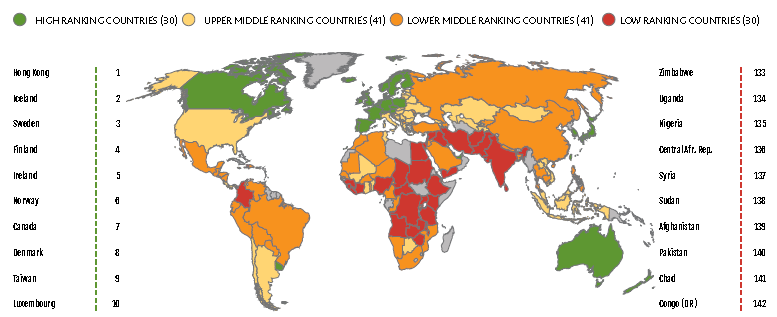 HIGH RANKING COUNTRIES (30) UPPER MIDDLE RANKING COUNTRIES (41) LOWER MIDDLE RANKING COUNTRIES (41) LOW RANKING COUNTRIES (30)
Hong Kong 1
Iceland 2
Sweden 3
Finland 4
Ireland 5
Norway 6
Canada 7
Denmark 8
Taiwan 9
Luxembourg 10
Zimbabwe 133
Uganda 134
Nigeria 135
Central Afr. Rep. 136
Syria 137
Sudan 138
Afghanistan 139
Pakistan 140
Chad 141
Congo (DR) 142